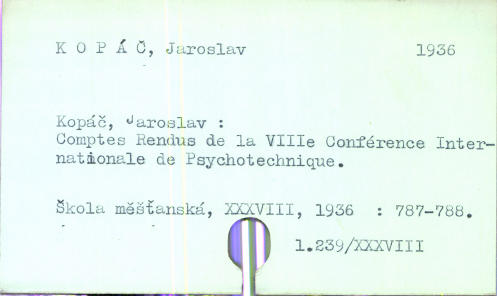 K O P Á Č, Jaroslav 1936
Kopáč, Jaroslav :
Comptes Rendus de la VIIIe Conférence Inter-
nationale de Psychotechnique.
Škola měšťanská, XXXVIII, 1936 : 787-788.
1.239/XXXVIII